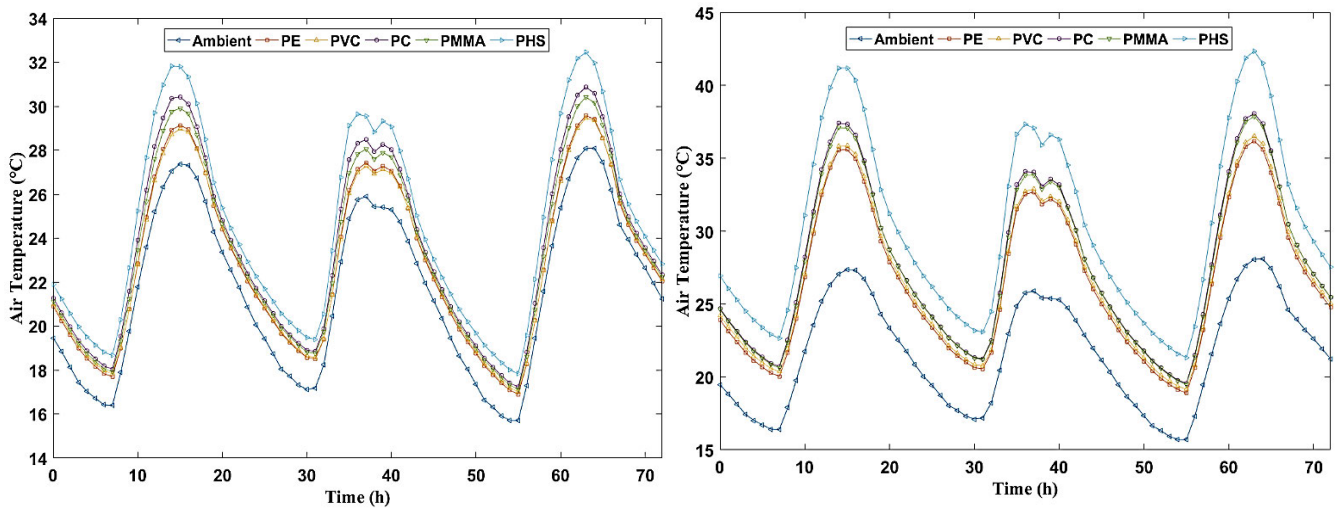 34
32
30
28
26
24
22
20
18
16
14
Air Temperature (°C)
Ambient PE PVC PC PMMA PHS
0 10 20 30 40 50 60 70
Time (h)
45
40
35
30
25
20
15
Air Temperature (°C)
Ambient PE PVC PC PMMA PHS
0 10 20 30 40 50 60 70
Time (h)